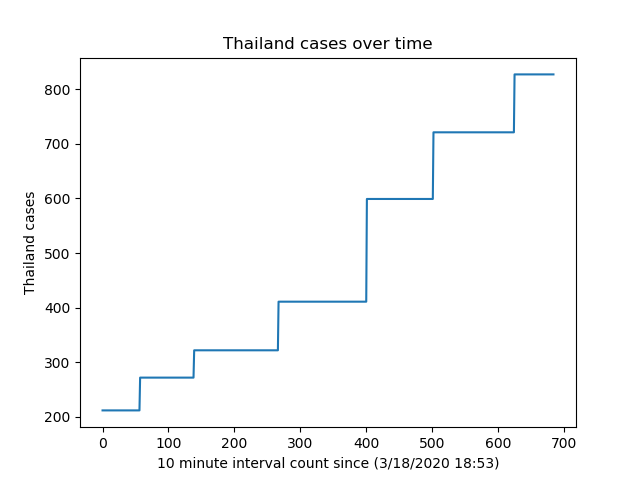 Thailand cases over time
800
700
600
500
400
300
200
Thailand cases
0 100 200 300 400 500 600 700
10 minute interval count since (3/18/2020 18:53)